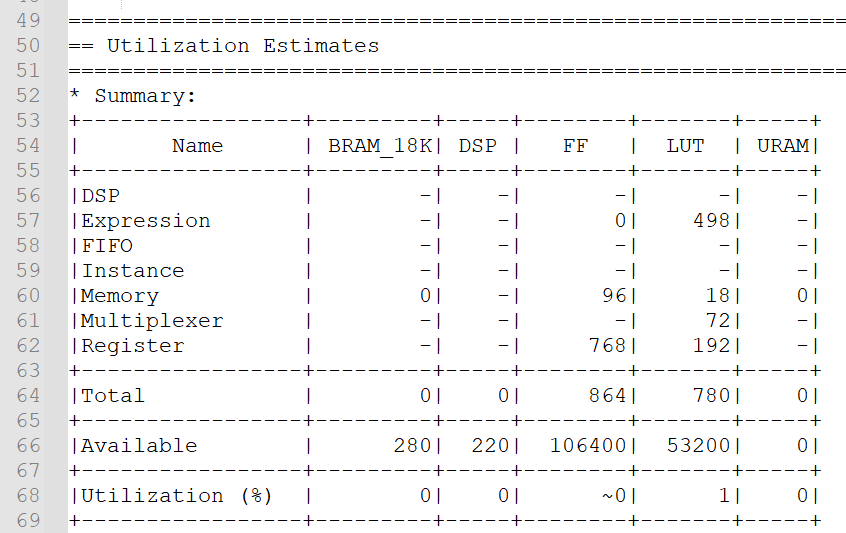 49 ============================================================
50 == Utilization Estimates
51 ============================================================
52 * Summary:
53 +-----------------+---------+-----+--------+-------+-----+
54 |       Name      | BRAM_18K| DSP |   FF   |  LUT  | URAM|
55 +-----------------+---------+-----+--------+-------+-----+
56 |DSP              |        -|    -|       -|      -|    -|
57 |Expression       |        -|    -|       0|    498|    -|
58 |FIFO             |        -|    -|       -|      -|    -|
59 |Instance         |        -|    -|       -|      -|    -|
60 |Memory           |        0|    -|      96|     18|    0|
61 |Multiplexer      |        -|    -|       -|     72|    -|
62 |Register         |        -|    -|     768|    192|    -|
63 +-----------------+---------+-----+--------+-------+-----+
64 |Total            |        0|    0|     864|    780|    0|
65 +-----------------+---------+-----+--------+-------+-----+
66 |Available        |      280|  220|  106400|  53200|    0|
67 +-----------------+---------+-----+--------+-------+-----+
68 |Utilization (%)  |        0|    0|      ~0|      1|    0|
69 +-----------------+---------+-----+--------+-------+-----+